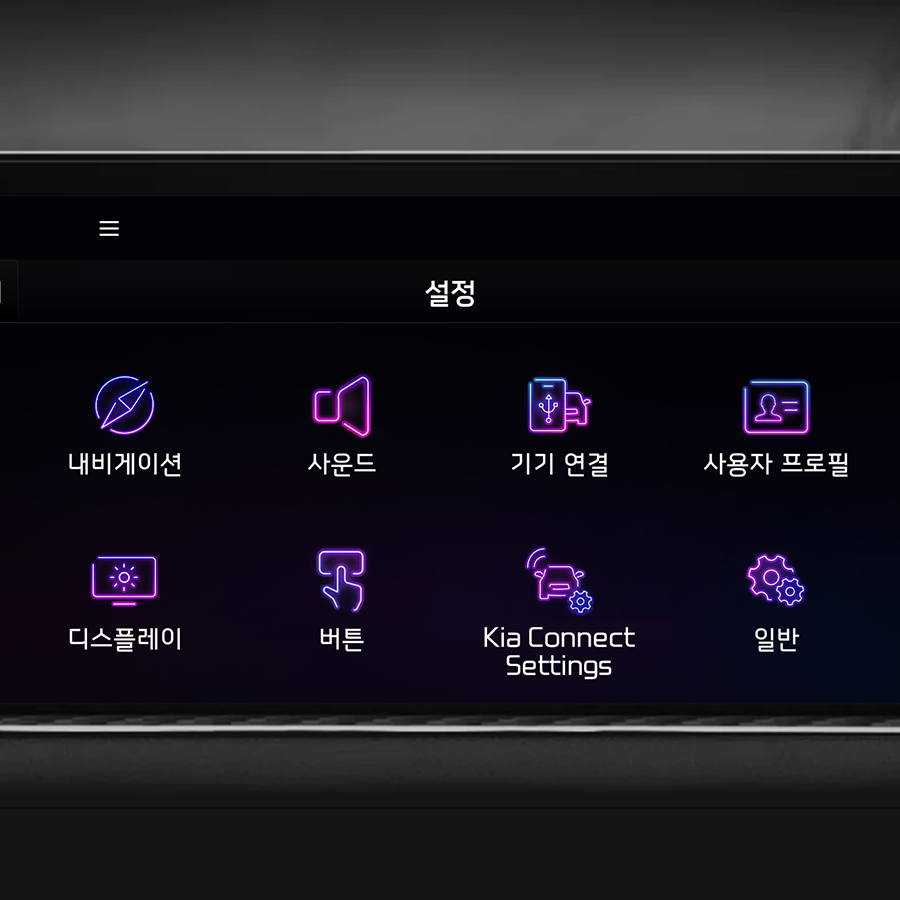 설정
내비게이션
사운드
기기 연결
사용자 프로필
디스플레이
버튼
Kia Connect
Settings
일반